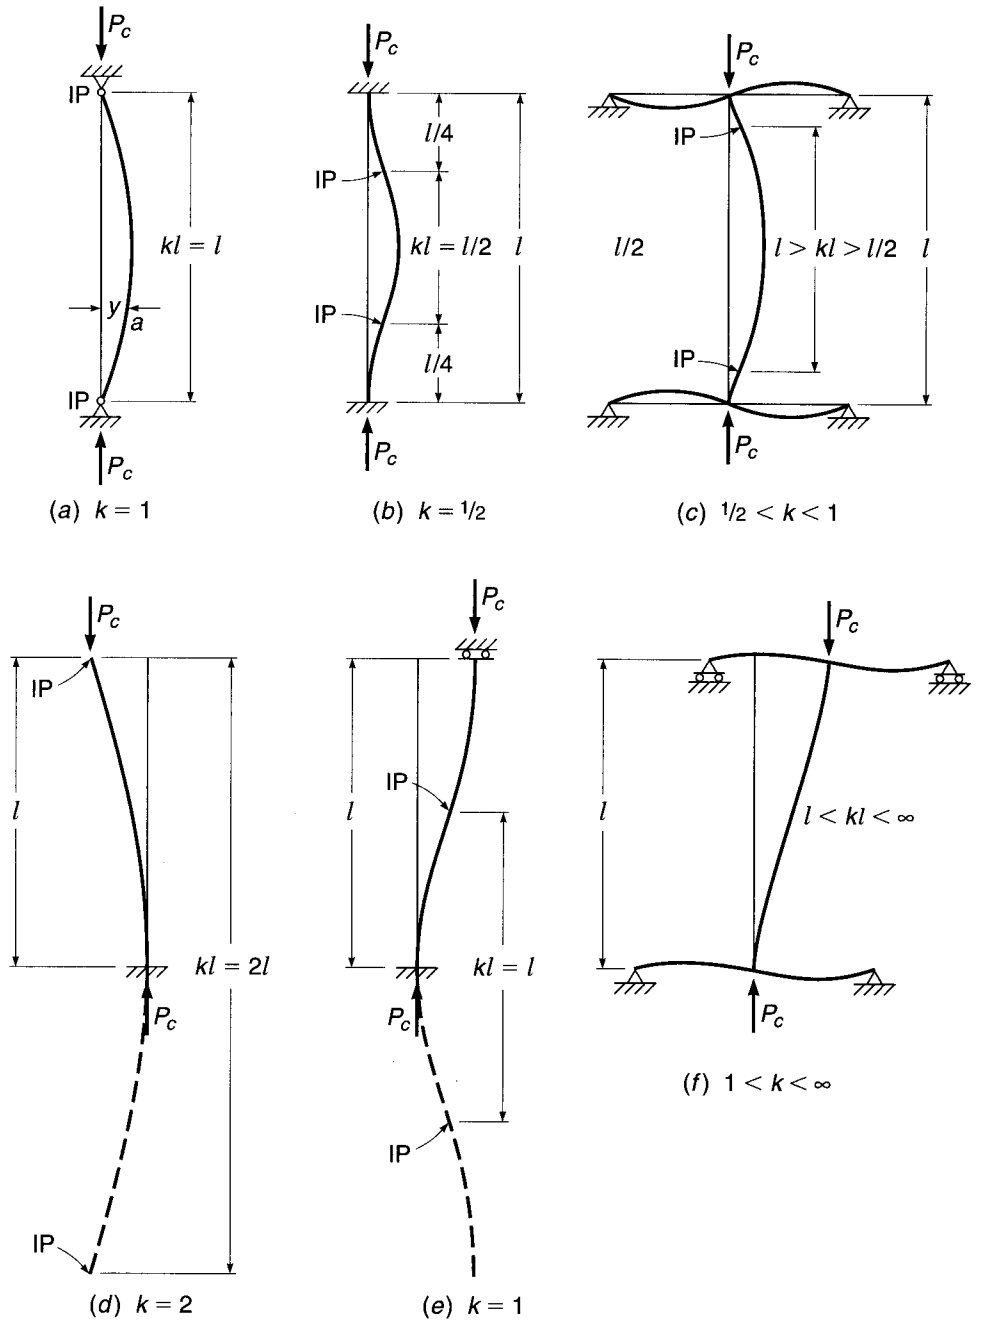 P_c
IP
kl = l
y
a
IP
P_c
(a) k = 1
P_c
l/4
IP
kl = l/2
l
IP
l/4
P_c
(b) k = 1/2
P_c
IP
l/2
l > kl > l/2
l
IP
P_c
(c) 1/2 < k < 1
P_c
IP
l
kl = 2l
P_c
IP
(d) k = 2
P_c
IP
l
kl = l
P_c
IP
(e) k = 1
P_c
l
l < kl < ∞
P_c
(f) 1 < k < ∞